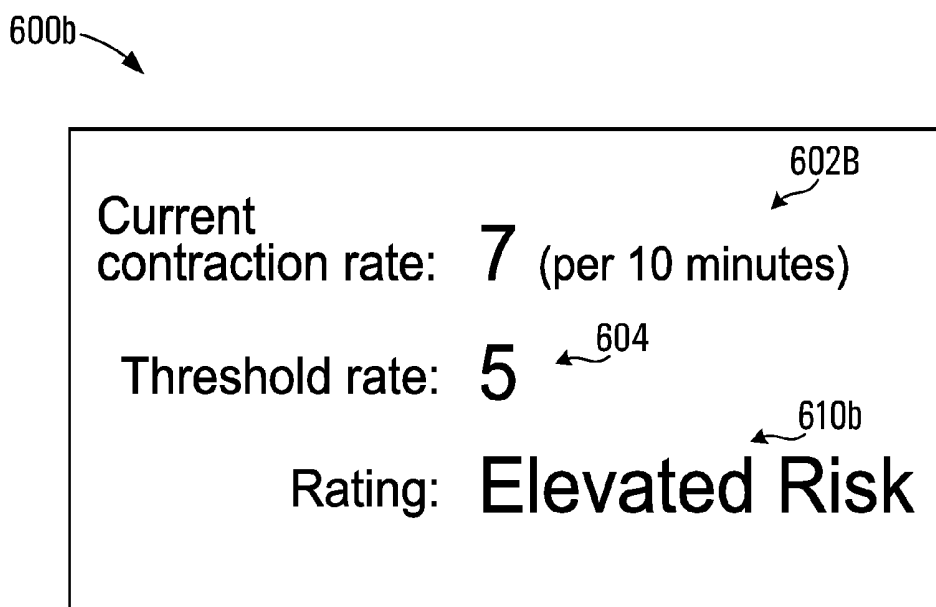 600b
602B
Current
contraction rate: 7 (per 10 minutes)
604
Threshold rate: 5
610b
Rating: Elevated Risk